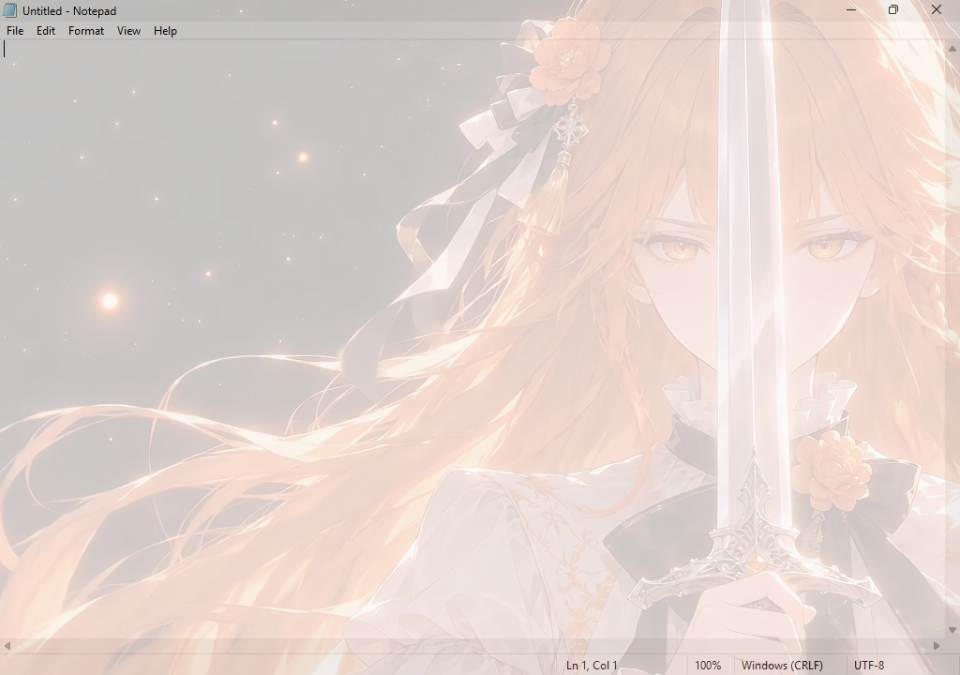 Untitled - Notepad
File Edit Format View Help
Ln 1, Col 1 100% Windows (CRLF) UTF-8